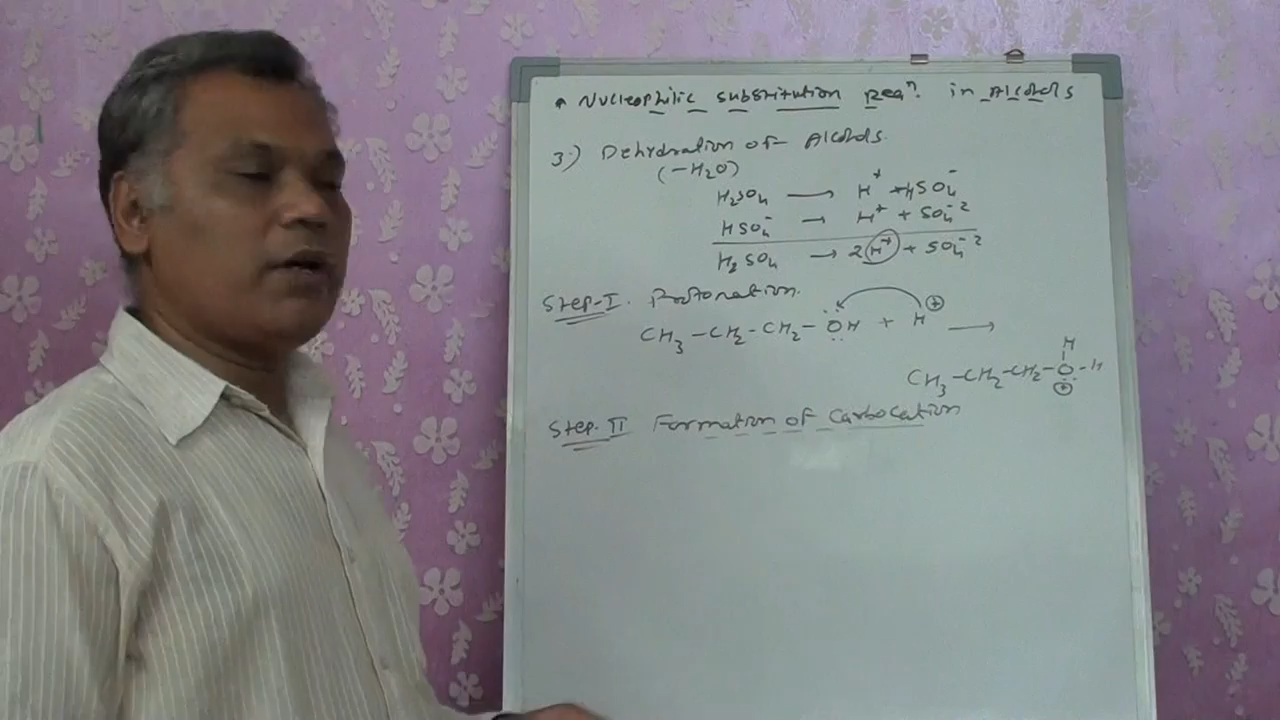 • Nucleophilic substitution reaⁿ. in Alcohols
3.) Dehydration of Alcohols.
(-H₂O)
H₂SO₄ → H⁺ + HSO₄⁻
HSO₄⁻ → H⁺ + SO₄⁻²
H₂SO₄ → 2H⁺ + SO₄⁻²
Step-I. Protonation.
CH₃-CH₂-CH₂-ÖH + H⊕ →
H
CH₃-CH₂-CH₂-O-H
⊕
Step-II Formation of Carbocation